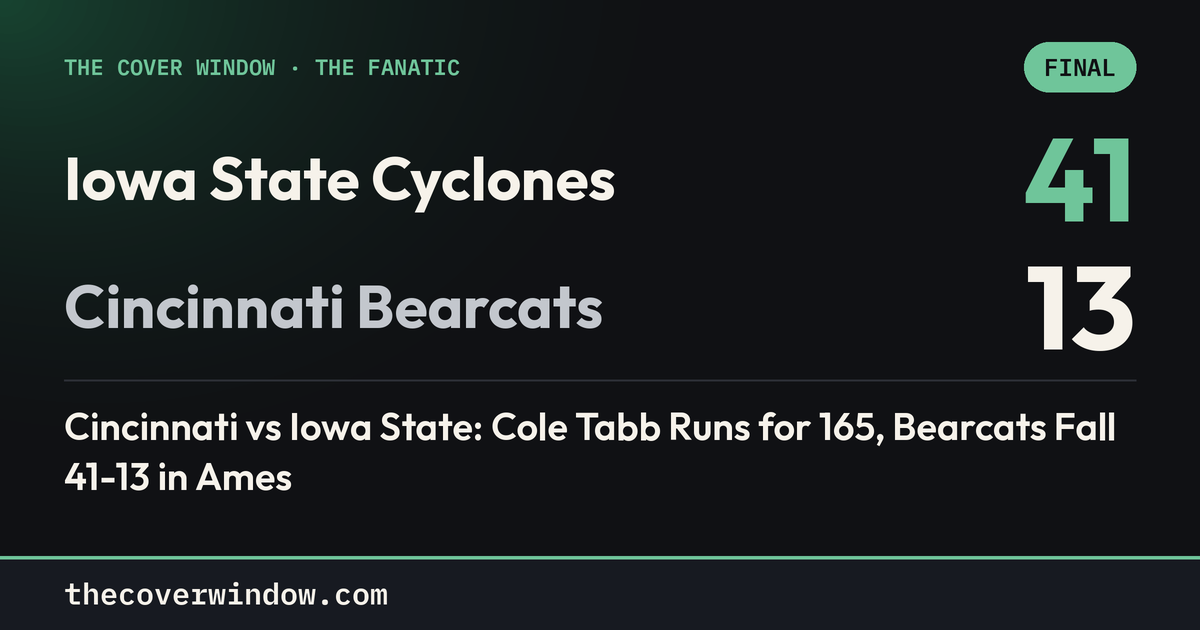 THE COVER WINDOW · THE FANATIC
FINAL
Iowa State Cyclones
41
Cincinnati Bearcats
13
Cincinnati vs Iowa State: Cole Tabb Runs for 165, Bearcats Fall
41-13 in Ames
thecoverwindow.com